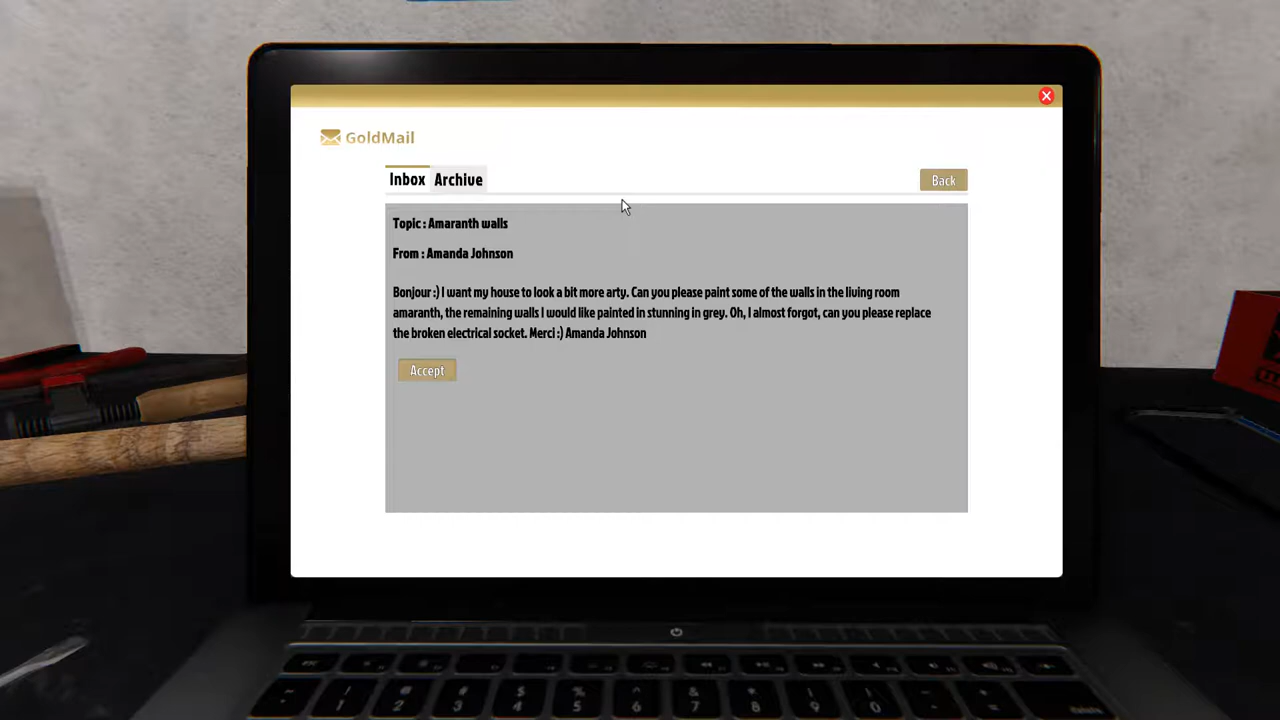 GoldMail
Inbox Archive
Back
Topic : Amaranth walls
From : Amanda Johnson
Bonjour :) I want my house to look a bit more arty. Can you please paint some of the walls in the living room
amaranth, the remaining walls I would like painted in stunning in grey. Oh, I almost forgot, can you please replace
the broken electrical socket. Merci :) Amanda Johnson
Accept